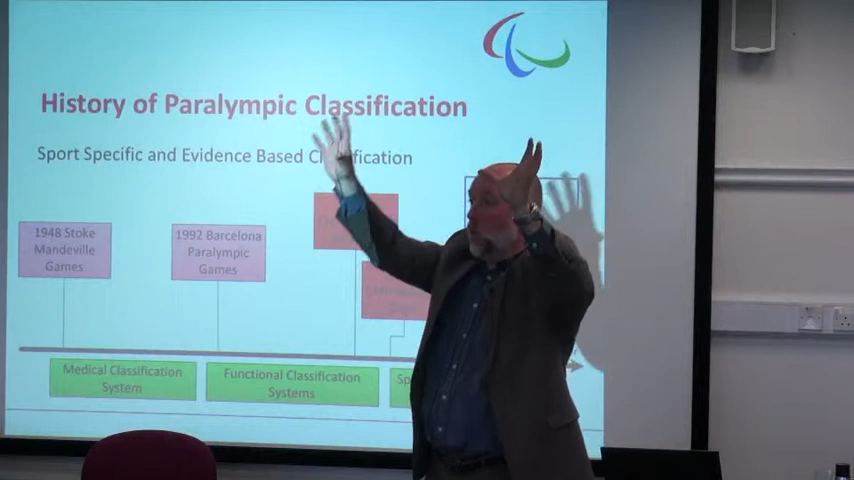 History of Paralympic Classification
Sport Specific and Evidence Based Classification
1948 Stoke
Mandeville
Games
1992 Barcelona
Paralympic
Games
Medical Classification
System
Functional Classification
Systems